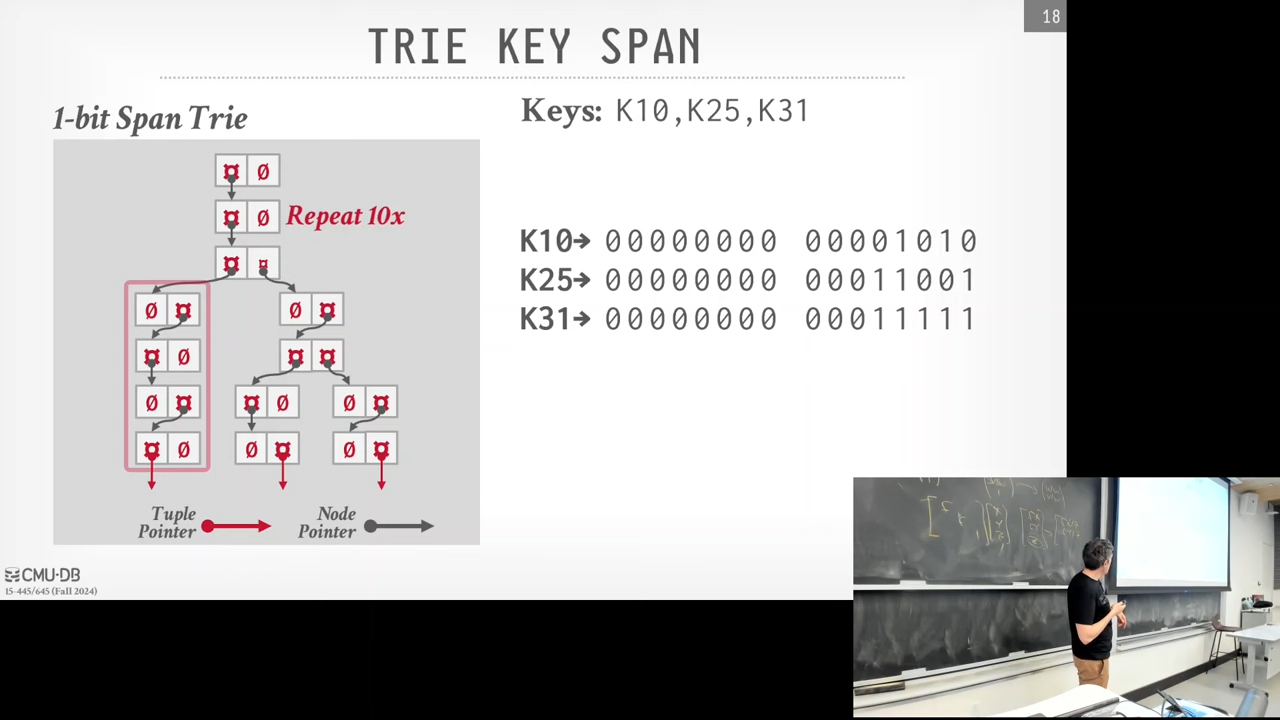 18
TRIE KEY SPAN
1-bit Span Trie
Keys: K10,K25,K31
¤ Ø
¤ Ø Repeat 10x
¤ ¤
Ø ¤ Ø ¤
¤ Ø ¤ ¤
Ø ¤ ¤ Ø Ø ¤
¤ Ø Ø ¤ Ø ¤
K10→ 00000000 00001010
K25→ 00000000 00011001
K31→ 00000000 00011111
Tuple
Pointer
Node
Pointer
CMU·DB
15-445/645 (Fall 2024)